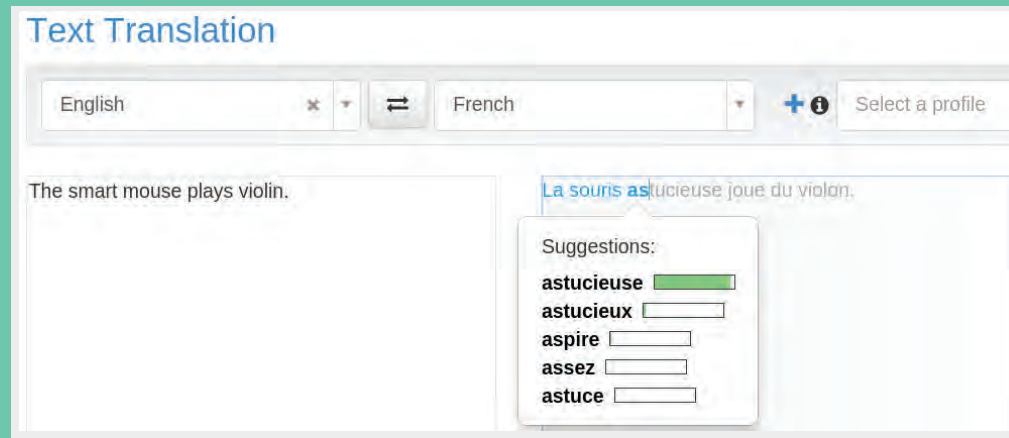 Text Translation
English French Select a profile
The smart mouse plays violin.
La souris astucieuse joue du violon.
Suggestions:
astucieuse
astucieux
aspire
assez
astuce